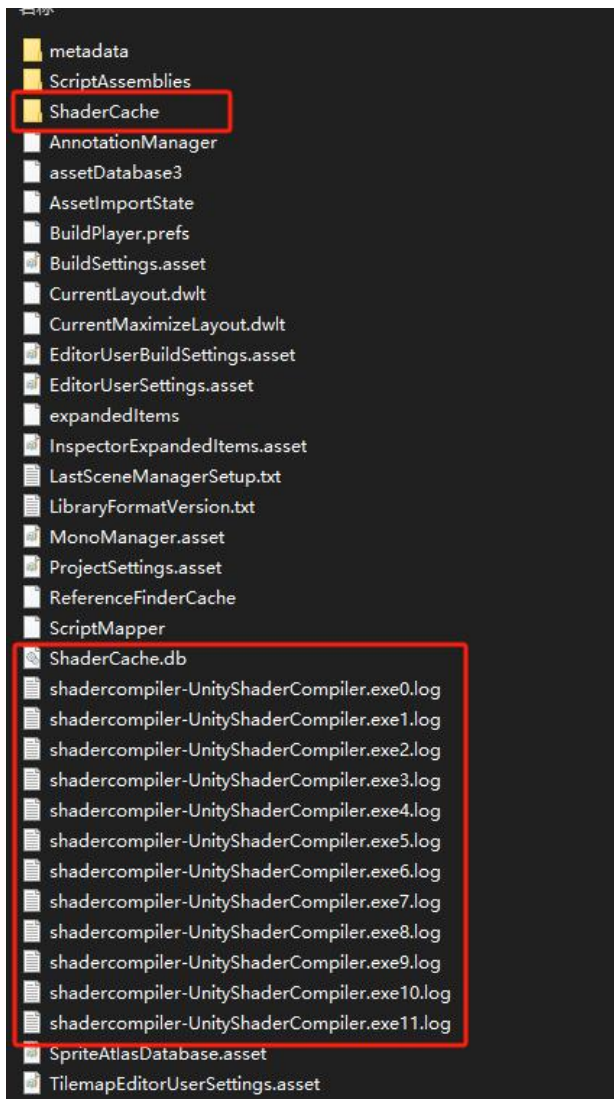 名称
metadata
ScriptAssemblies
ShaderCache
AnnotationManager
assetDatabase3
AssetImportState
BuildPlayer.prefs
BuildSettings.asset
CurrentLayout.dwlt
CurrentMaximizeLayout.dwlt
EditorUserBuildSettings.asset
EditorUserSettings.asset
expandedItems
InspectorExpandedItems.asset
LastSceneManagerSetup.txt
LibraryFormatVersion.txt
MonoManager.asset
ProjectSettings.asset
ReferenceFinderCache
ScriptMapper
ShaderCache.db
shadercompiler-UnityShaderCompiler.exe0.log
shadercompiler-UnityShaderCompiler.exe1.log
shadercompiler-UnityShaderCompiler.exe2.log
shadercompiler-UnityShaderCompiler.exe3.log
shadercompiler-UnityShaderCompiler.exe4.log
shadercompiler-UnityShaderCompiler.exe5.log
shadercompiler-UnityShaderCompiler.exe6.log
shadercompiler-UnityShaderCompiler.exe7.log
shadercompiler-UnityShaderCompiler.exe8.log
shadercompiler-UnityShaderCompiler.exe9.log
shadercompiler-UnityShaderCompiler.exe10.log
shadercompiler-UnityShaderCompiler.exe11.log
SpriteAtlasDatabase.asset
TilemapEditorUserSettings.asset